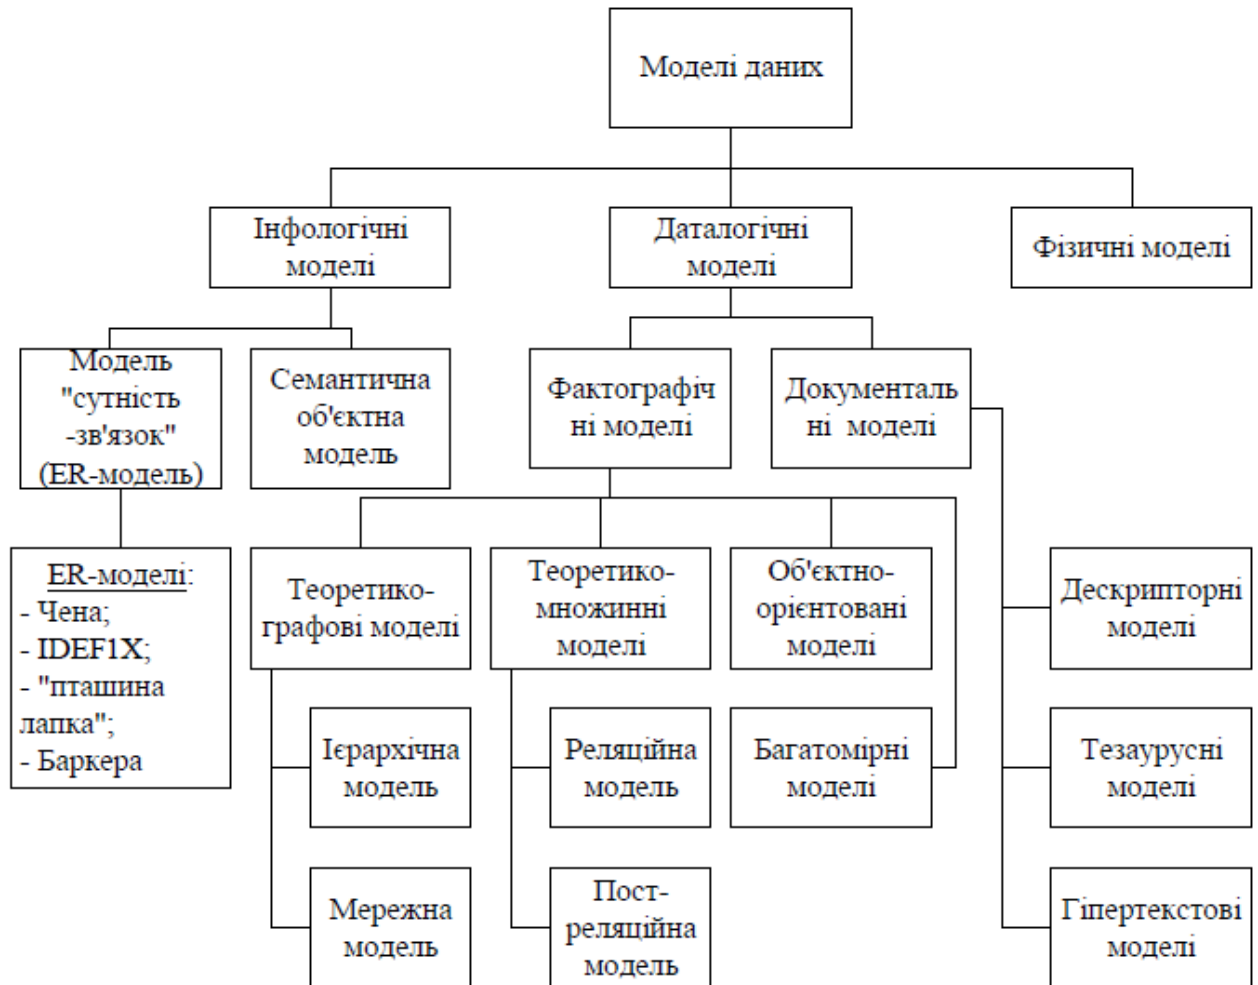 Моделі даних
Інфологічні
моделі
Даталогічні
моделі
Фізичні моделі
Модель
"сутність
-зв'язок"
(ER-модель)
Семантична
об'єктна
модель
Фактографіч
ні моделі
Документаль
ні моделі
ER-моделі:
- Чена;
- IDEF1X;
- "пташина
лапка";
- Баркера
Теоретико-
графові моделі
Теоретико-
множинні
моделі
Об'єктно-
орієнтовані
моделі
Дескрипторні
моделі
Ієрархічна
модель
Реляційна
модель
Багатомірні
моделі
Тезаурусні
моделі
Мережна
модель
Пост-
реляційна
модель
Гіпертекстові
моделі